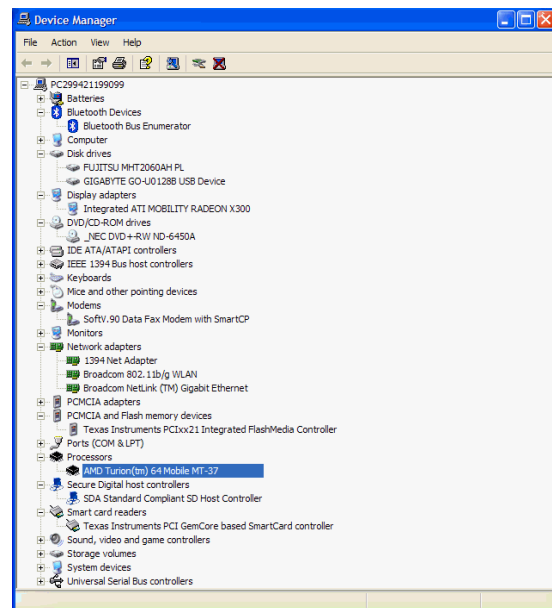 Device Manager
File Action View Help
PC299421199099
Batteries
Bluetooth Devices
Bluetooth Bus Enumerator
Computer
Disk drives
FUJITSU MHT2060AH PL
GIGABYTE GO-U0128B USB Device
Display adapters
Integrated ATI MOBILITY RADEON X300
DVD/CD-ROM drives
_NEC DVD+-RW ND-6450A
IDE ATA/ATAPI controllers
IEEE 1394 Bus host controllers
Keyboards
Mice and other pointing devices
Modems
SoftV.90 Data Fax Modem with SmartCP
Monitors
Network adapters
1394 Net Adapter
Broadcom 802.11b/g WLAN
Broadcom NetLink (TM) Gigabit Ethernet
PCMCIA adapters
PCMCIA and Flash memory devices
Texas Instruments PCIxx21 Integrated FlashMedia Controller
Ports (COM & LPT)
Processors
AMD Turion(tm) 64 Mobile MT-37
Secure Digital host controllers
SDA Standard Compliant SD Host Controller
Smart card readers
Texas Instruments PCI GemCore based SmartCard controller
Sound, video and game controllers
Storage volumes
System devices
Universal Serial Bus controllers